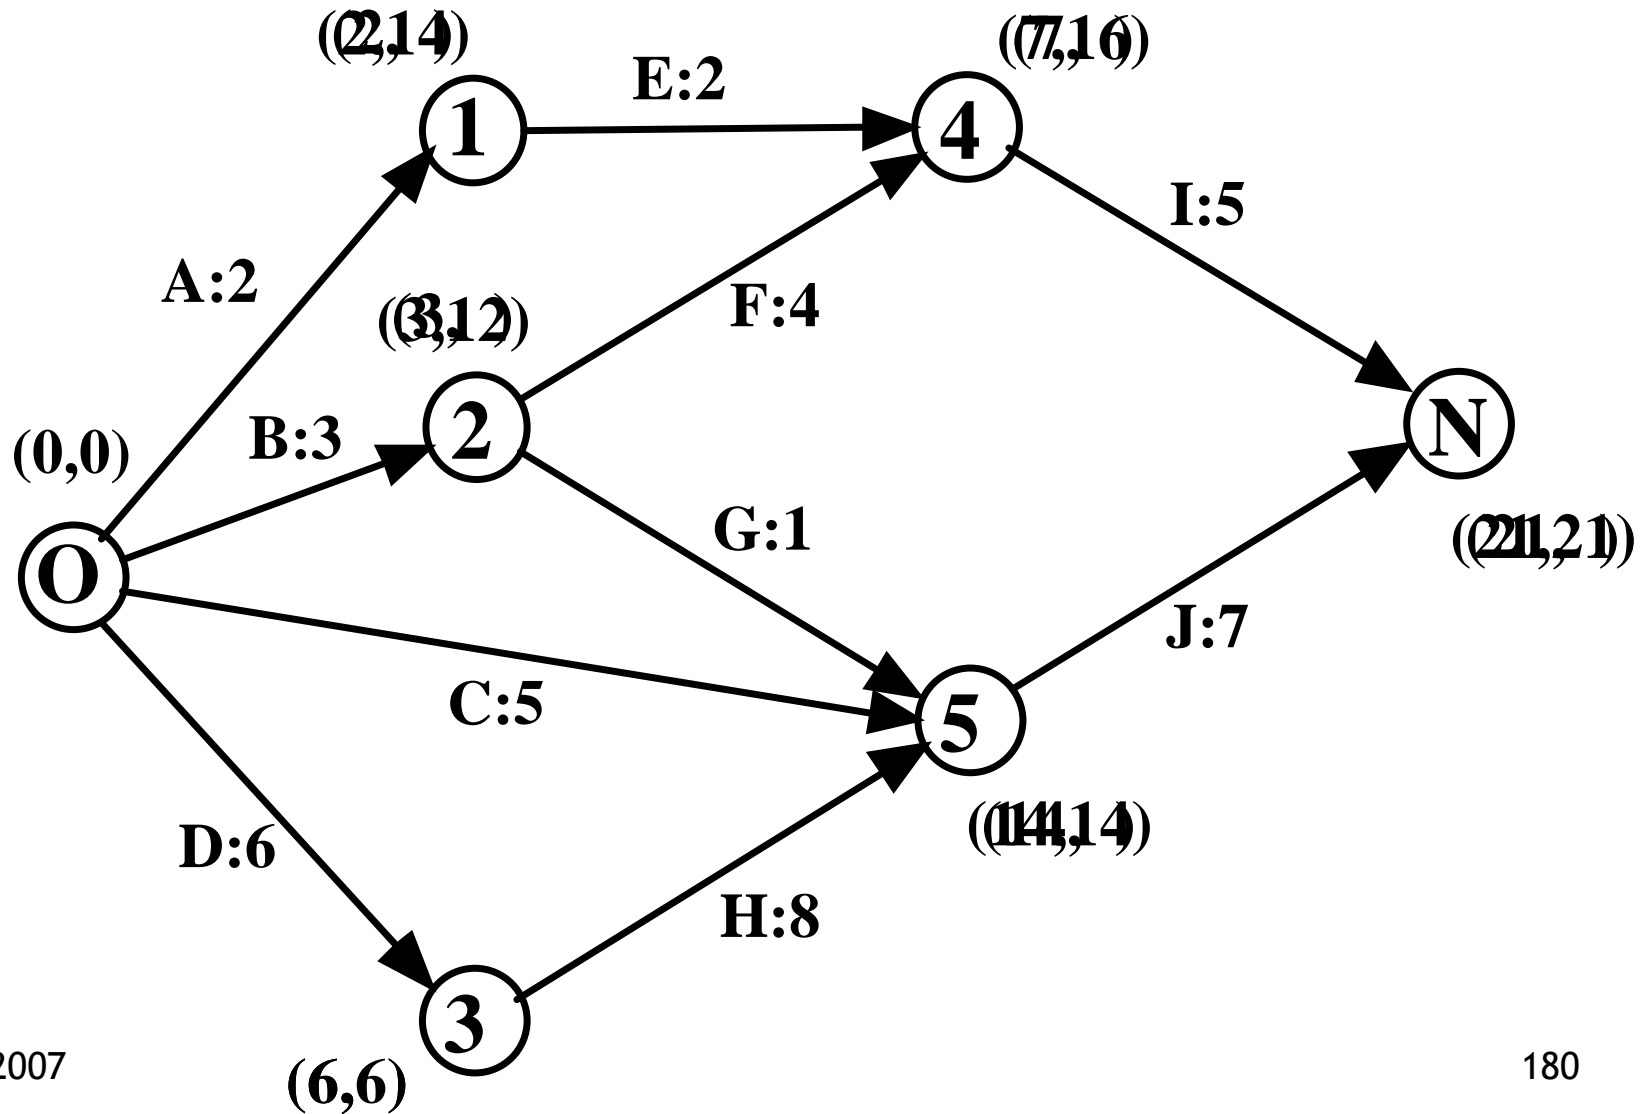 (2,14)
(7,16)
E:2
1
4
I:5
A:2
F:4
(3,12)
B:3
2
N
(0,0)
G:1
(21,21)
O
J:7
C:5
5
D:6
(14,14)
H:8
3
2007
(6,6)
180